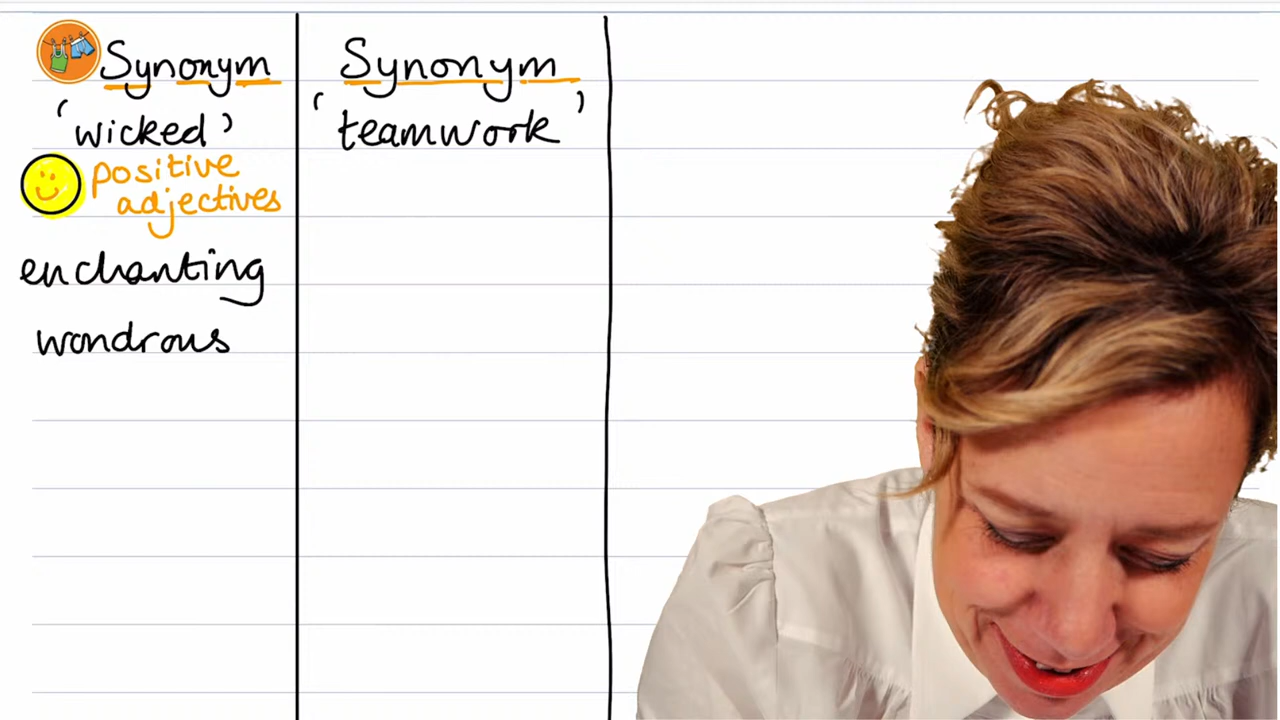 Synonym
'wicked'
positive
adjectives
enchanting
wondrous
Synonym
'teamwork'